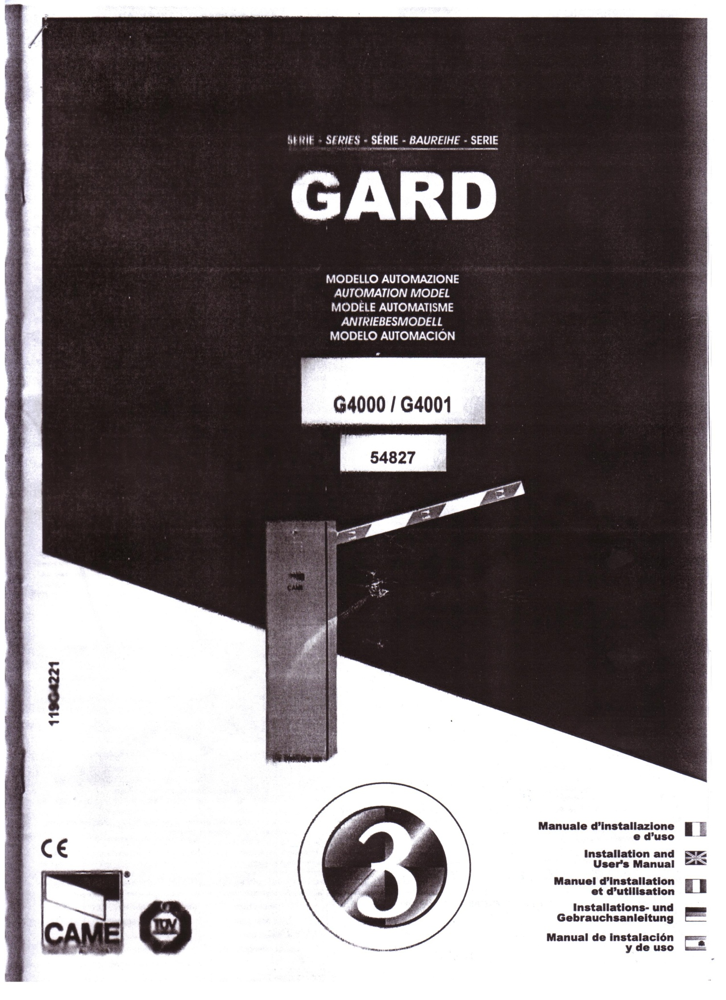 SERIE - SERIES - SÉRIE - BAUREIHE - SERIE
GARD
MODELLO AUTOMAZIONE
AUTOMATION MODEL
MODÈLE AUTOMATISME
ANTRIEBESMODELL
MODELO AUTOMACIÓN
G4000 / G4001
54827
CAME
119G4221
3
Manuale d'installazione
e d'uso
Installation and
User's Manual
Manuel d'installation
et d'utilisation
Installations- und
Gebrauchsanleitung
Manual de instalación
y de uso
CE
CAME®
TÜV